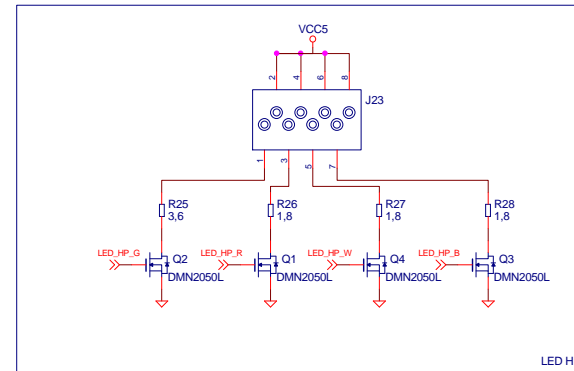 VCC5
2 4 6 8
J23
1 3 5 7
R25 R26 R27 R28
3,6 1,8 1,8 1,8
LED_HP_G LED_HP_R LED_HP_W LED_HP_B
Q2 Q1 Q4 Q3
DMN2050L DMN2050L DMN2050L DMN2050L
LED H